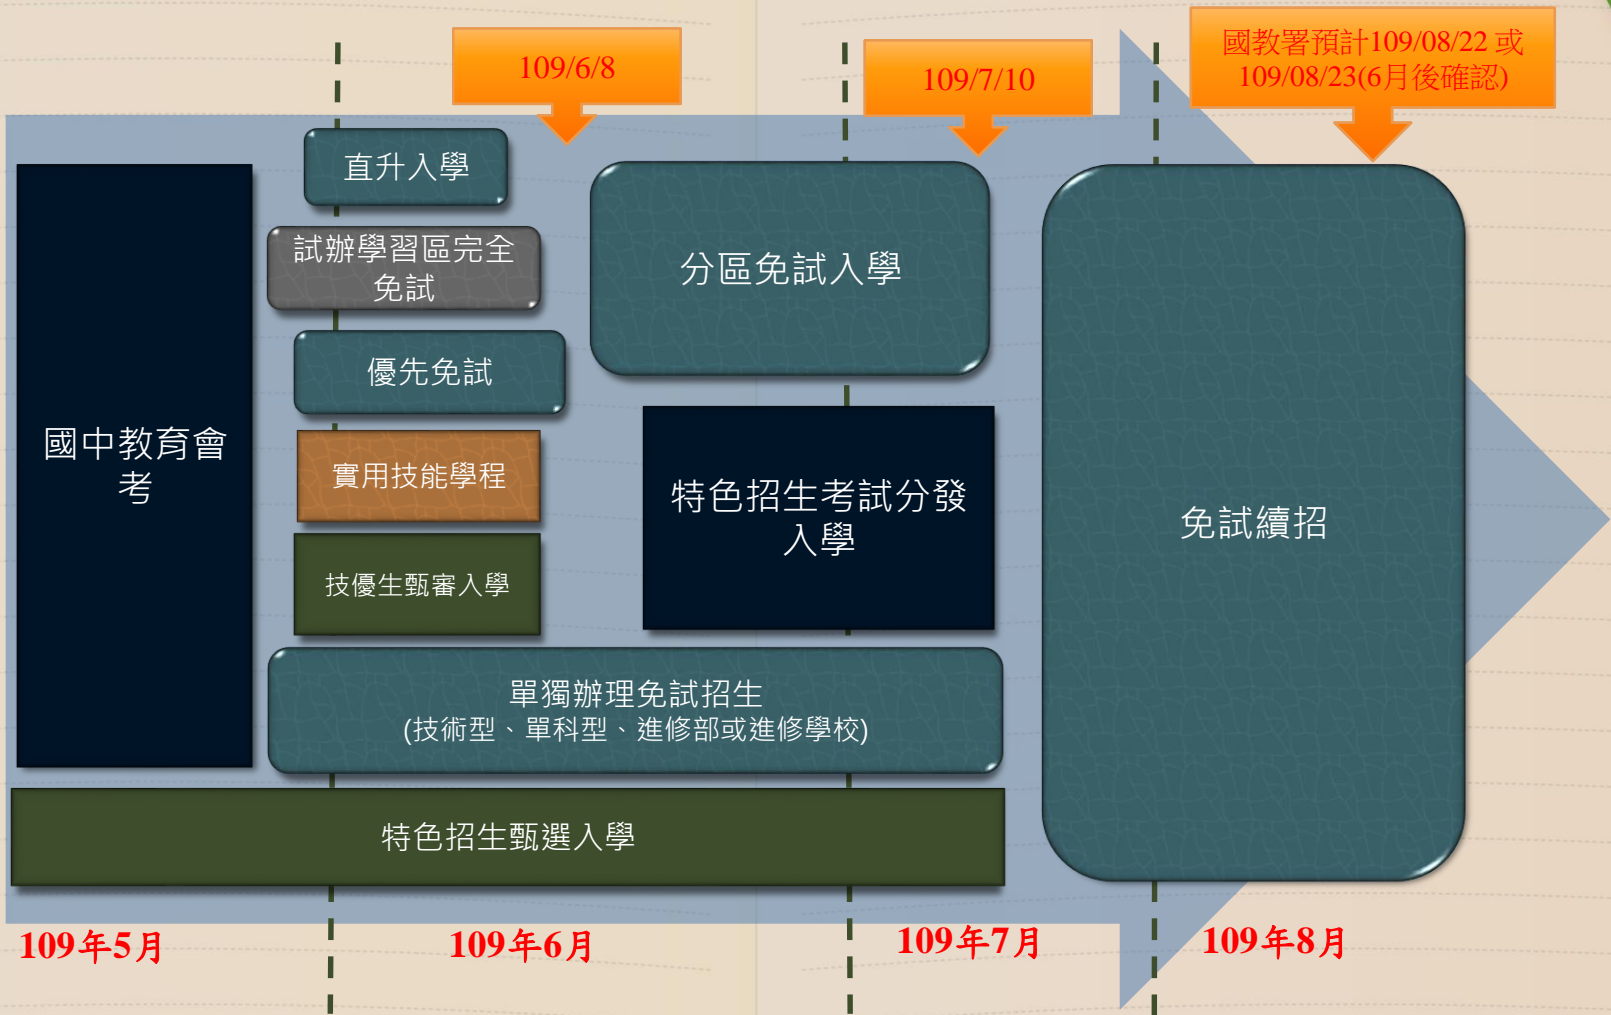 109/6/8
109/7/10
國教署預計109/08/22 或
109/08/23(6月後確認)
國中教育會
考
直升入學
試辦學習區完全
免試
優先免試
實用技能學程
技優生甄審入學
分區免試入學
特色招生考試分發
入學
單獨辦理免試招生
(技術型、單科型、進修部或進修學校)
特色招生甄選入學
免試續招
109年5月
109年6月
109年7月
109年8月